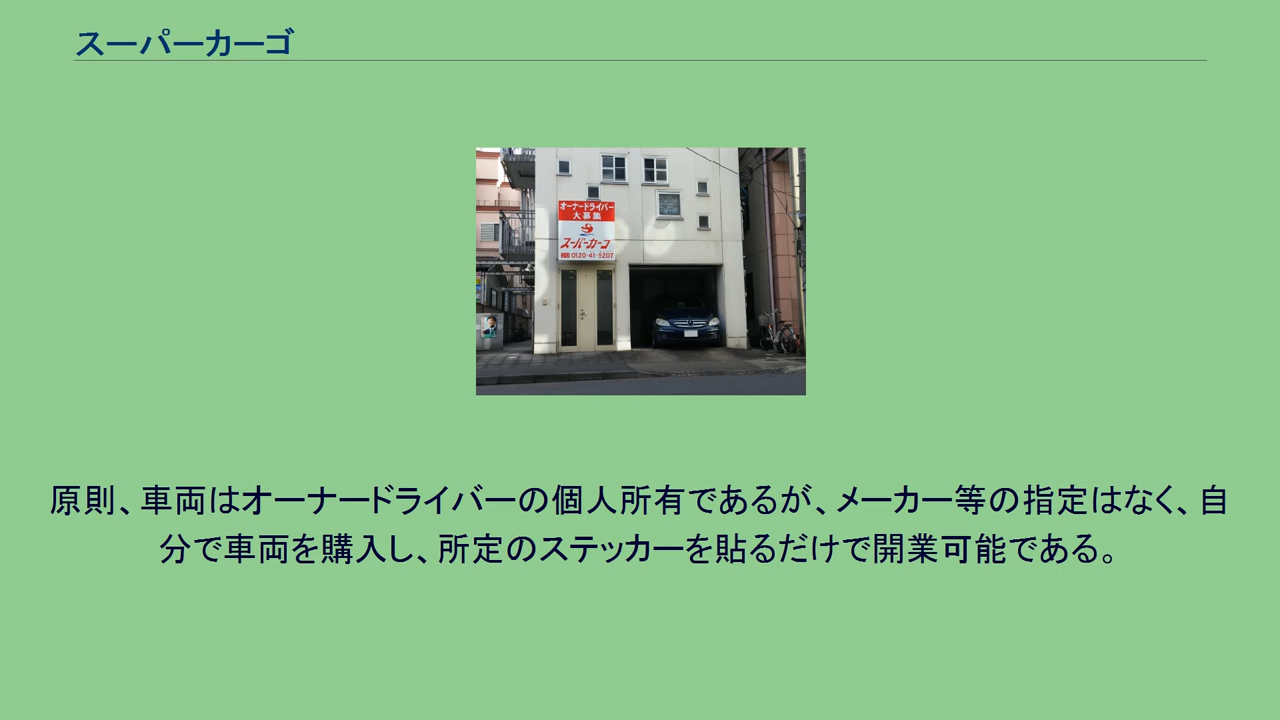 スーパーカーゴ
オーナードライバー
大募集
スーパーカーゴ
0120-41-5207
原則、車両はオーナードライバーの個人所有であるが、メーカー等の指定はなく、自
分で車両を購入し、所定のステッカーを貼るだけで開業可能である。